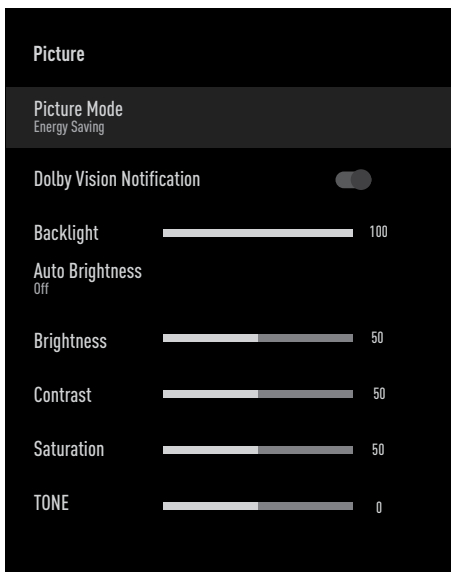 Picture
Picture Mode
Energy Saving
Dolby Vision Notification
Backlight 100
Auto Brightness
Off
Brightness 50
Contrast 50
Saturation 50
TONE 0